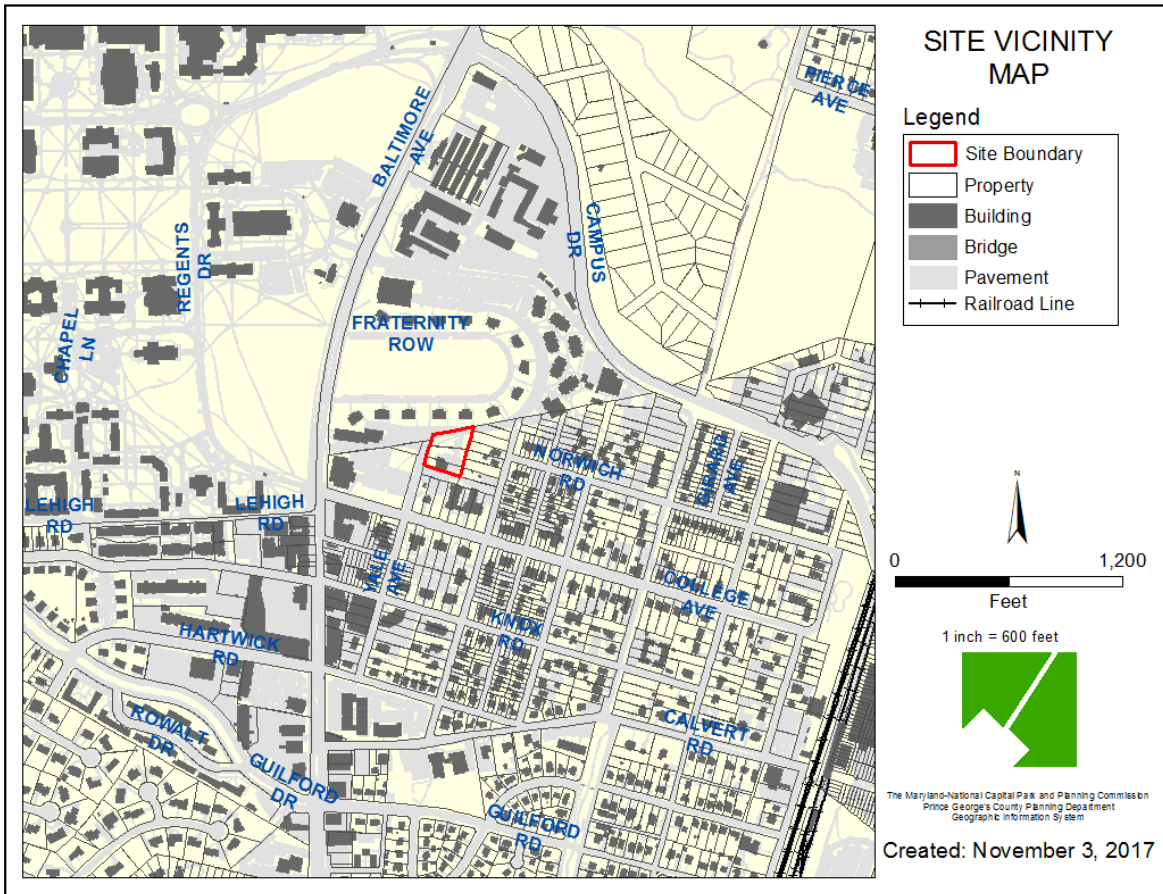 SITE VICINITY
MAP
Legend
Site Boundary
Property
Building
Bridge
Pavement
Railroad Line
N
0
1,200
Feet
1 inch = 600 feet
The Maryland-National Capital Park and Planning Commission
Prince George's County Planning Department
Geographic Information System
Created: November 3, 2017
PIERCE
AVE
BALTIMORE
AVE
CAMPUS
DR
REGENTS
DR
CHAPEL
LN
FRATERNITY
ROW
NORWICH
RD
GIRARD
AVE
LEHIGH
RD
LEHIGH
RD
YALE
AVE
COLLEGE
AVE
KNOX
RD
HARTWICK
RD
ROWALT
DR
CALVERT
RD
GUILFORD
DR
GUILFORD
RD